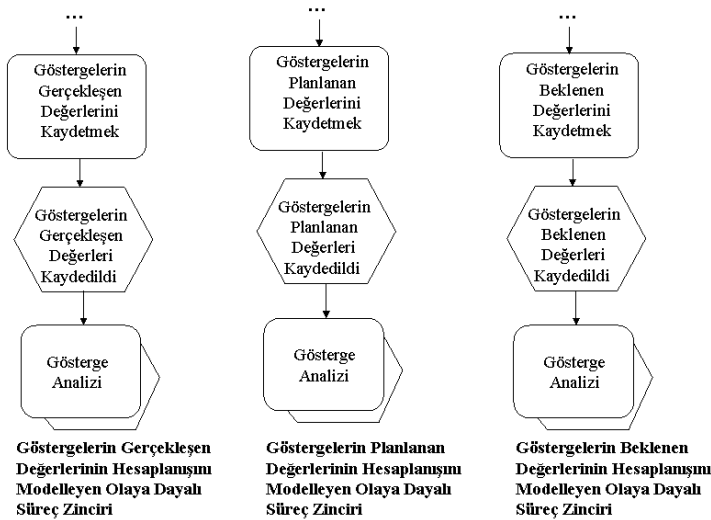 ...
Göstergelerin
Gerçekleşen
Değerlerini
Kaydetmek
Göstergelerin
Gerçekleşen
Değerleri
Kaydedildi
Gösterge
Analizi
Göstergelerin Gerçekleşen
Değerlerinin Hesaplanışını
Modelleyen Olaya Dayalı
Süreç Zinciri
...
Göstergelerin
Planlanan
Değerlerini
Kaydetmek
Göstergelerin
Planlanan
Değerleri
Kaydedildi
Gösterge
Analizi
Göstergelerin Planlanan
Değerlerinin Hesaplanışını
Modelleyen Olaya Dayalı
Süreç Zinciri
...
Göstergelerin
Beklenen
Değerlerini
Kaydetmek
Göstergelerin
Beklenen
Değerleri
Kaydedildi
Gösterge
Analizi
Göstergelerin Beklenen
Değerlerinin Hesaplanışını
Modelleyen Olaya Dayalı
Süreç Zinciri